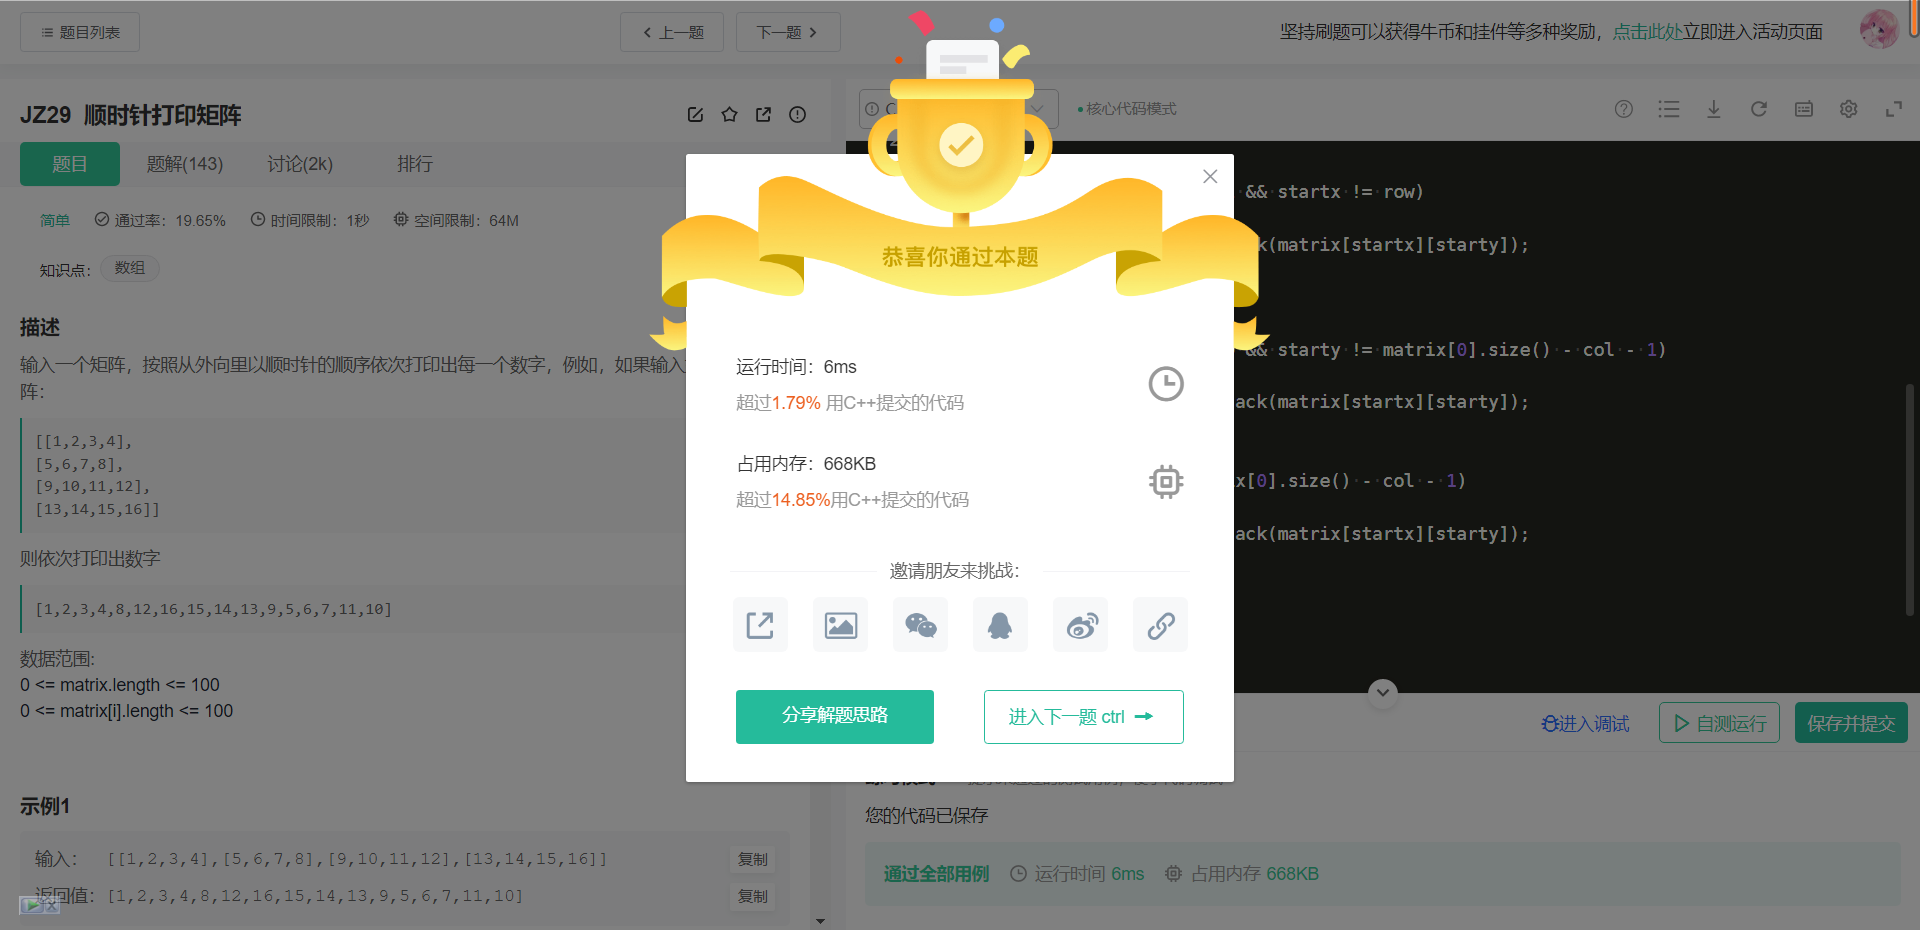 题目列表
上一题
下一题
坚持刷题可以获得牛币和挂件等多种奖励，点击此处立即进入活动页面
JZ29 顺时针打印矩阵
题目
题解(143)
讨论(2k)
排行
简单
通过率：19.65%
时间限制：1秒
空间限制：64M
知识点：
数组
描述
输入一个矩阵，按照从外向里以顺时针的顺序依次打印出每一个数字，例如，如果输入
阵：
[[1,2,3,4],
[5,6,7,8],
[9,10,11,12],
[13,14,15,16]]
则依次打印出数字
[1,2,3,4,8,12,16,15,14,13,9,5,6,7,11,10]
数据范围:
0 <= matrix.length <= 100
0 <= matrix[i].length <= 100
示例1
输入：
[[1,2,3,4],[5,6,7,8],[9,10,11,12],[13,14,15,16]]
复制
返回值：
[1,2,3,4,8,12,16,15,14,13,9,5,6,7,11,10]
复制
核心代码模式
&& startx != row)
k(matrix[startx][starty]);
&& starty != matrix[0].size() - col - 1)
ack(matrix[startx][starty]);
x[0].size() - col - 1)
ack(matrix[startx][starty]);
恭喜你通过本题
运行时间：6ms
超过1.79% 用C++提交的代码
占用内存：668KB
超过14.85%用C++提交的代码
邀请朋友来挑战：
分享解题思路
进入下一题 ctrl
进入调试
自测运行
保存并提交
您的代码已保存
通过全部用例
运行时间 6ms
占用内存 668KB